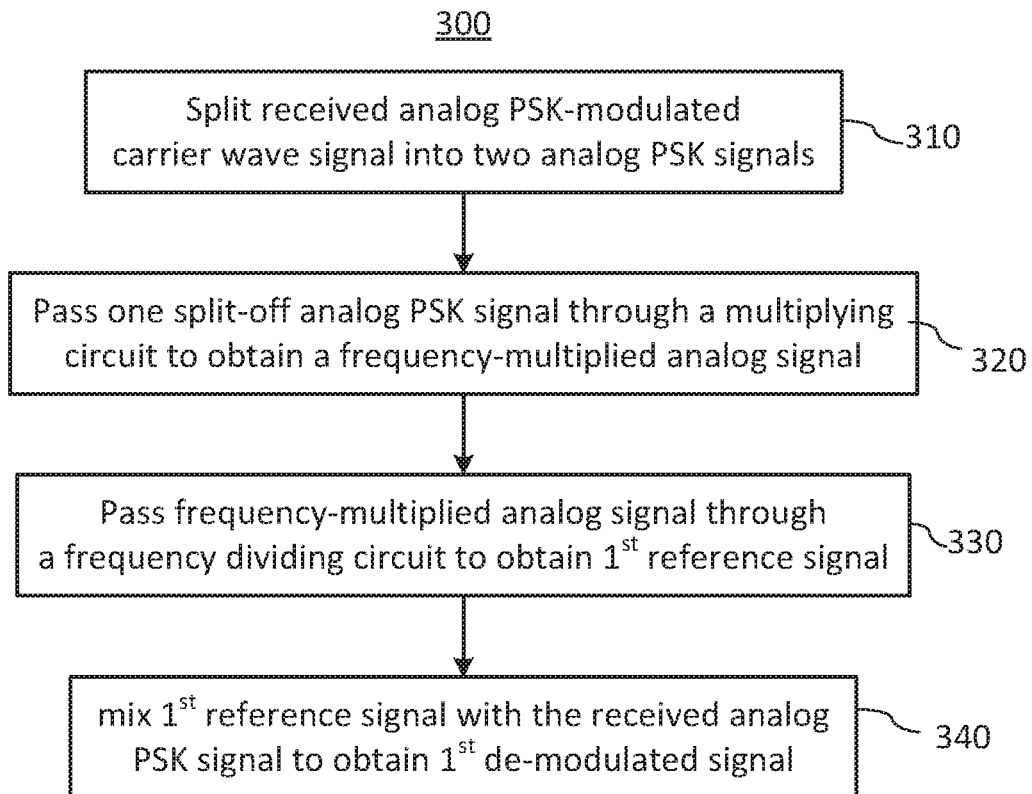 300
Split received analog PSK-modulated
carrier wave signal into two analog PSK signals
310
Pass one split-off analog PSK signal through a multiplying
circuit to obtain a frequency-multiplied analog signal
320
Pass frequency-multiplied analog signal through
a frequency dividing circuit to obtain 1st reference signal
330
mix 1st reference signal with the received analog
PSK signal to obtain 1st de-modulated signal
340